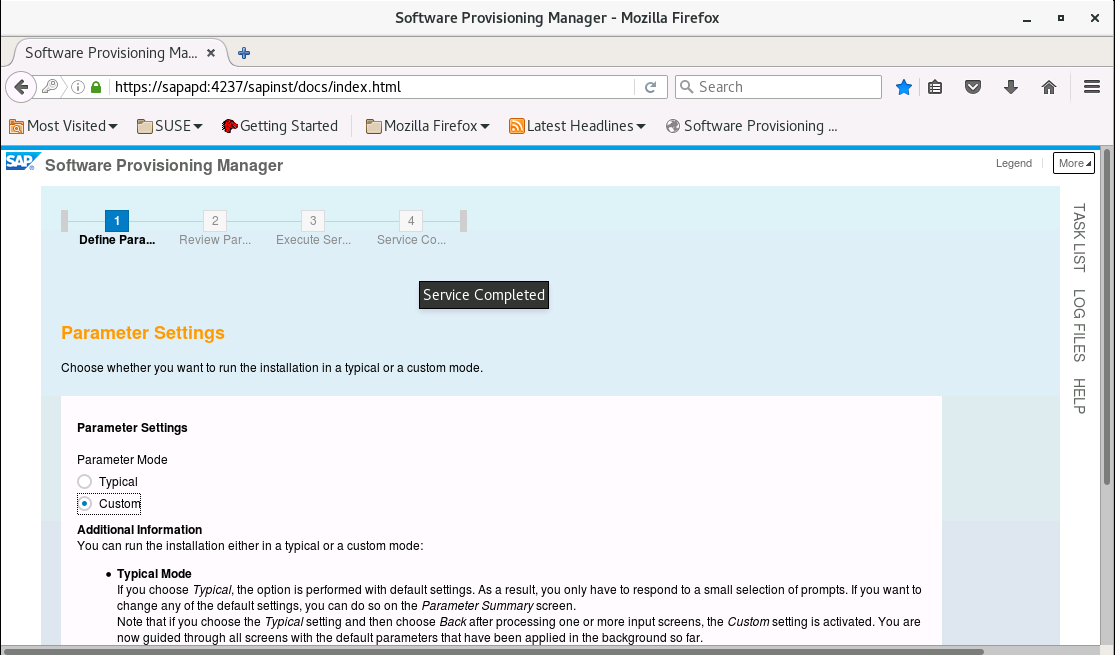 Software Provisioning Manager - Mozilla Firefox
Software Provisioning Ma...
https://sapapd:4237/sapinst/docs/index.html
Search
Most Visited
SUSE
Getting Started
Mozilla Firefox
Latest Headlines
Software Provisioning ...
SAP
Software Provisioning Manager
Legend
More
1
2
3
4
Define Para...
Review Par...
Execute Ser...
Service Co...
Service Completed
TASK LIST
LOG FILES
HELP
Parameter Settings
Choose whether you want to run the installation in a typical or a custom mode.
Parameter Settings
Parameter Mode
Typical
Custom
Additional Information
You can run the installation either in a typical or a custom mode:
• Typical Mode
If you choose Typical, the option is performed with default settings. As a result, you only have to respond to a small selection of prompts. If you want to
change any of the default settings, you can do so on the Parameter Summary screen.
Note that if you choose the Typical setting and then choose Back after processing one or more input screens, the Custom setting is activated. You are
now guided through all screens with the default parameters that have been applied in the background so far.